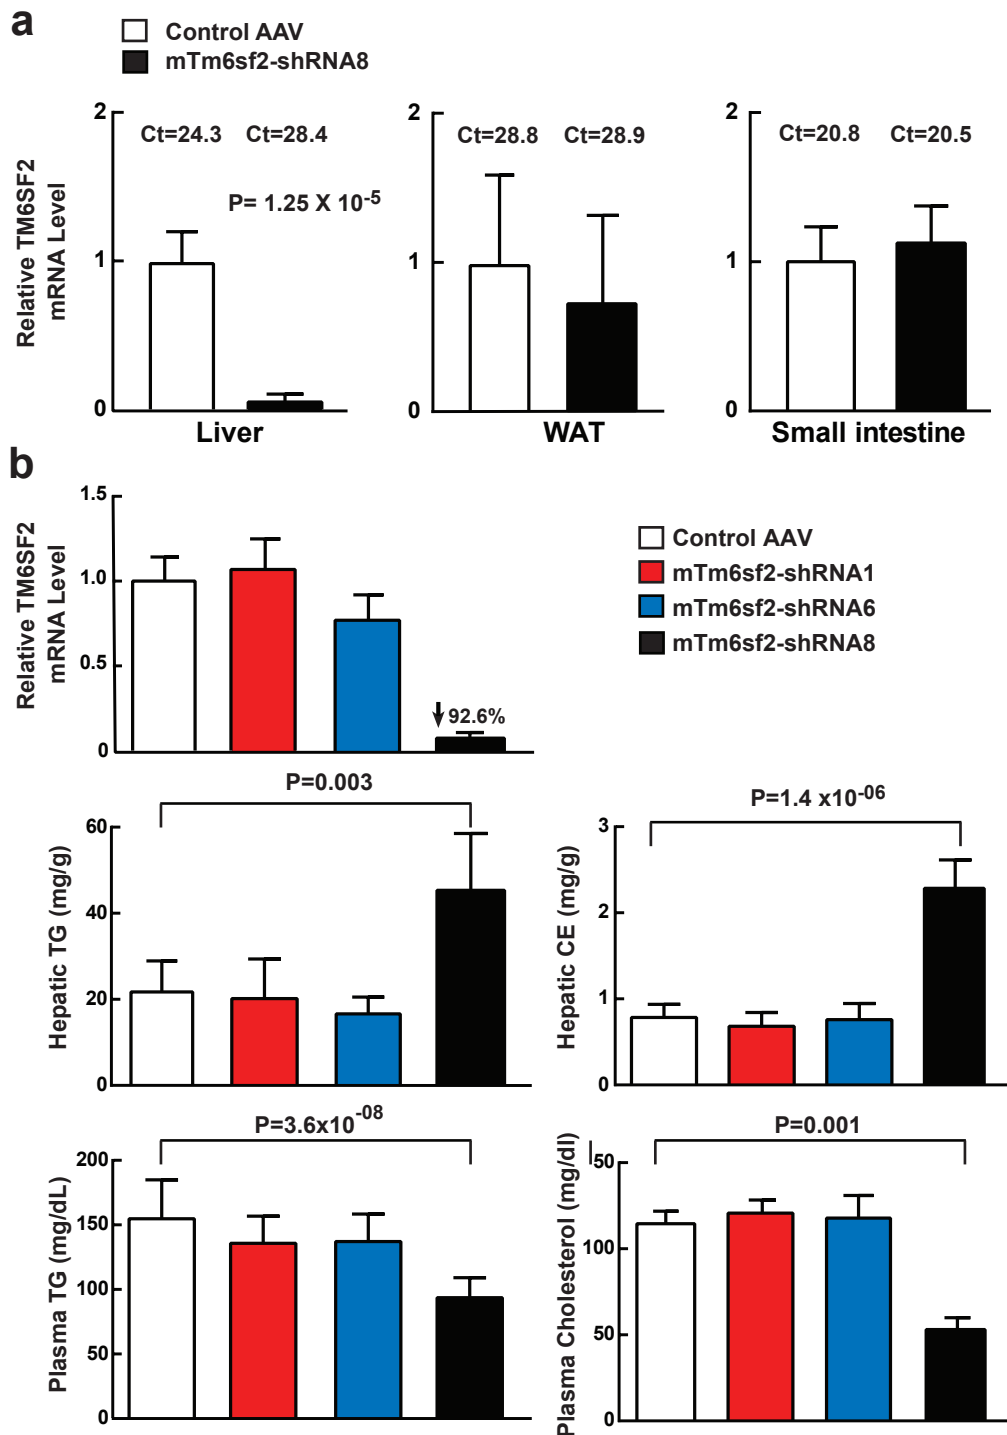 a
Control AAV
mTm6sf2-shRNA8
Relative TM6SF2
mRNA Level
2
1
0
Ct=24.3 Ct=28.4
P= 1.25 X 10-5
Liver
2
1
0
Ct=28.8 Ct=28.9
WAT
2
1
0
Ct=20.8 Ct=20.5
Small intestine
b
Relative TM6SF2
mRNA Level
1.5
1.0
0.5
0
92.6%
Control AAV
mTm6sf2-shRNA1
mTm6sf2-shRNA6
mTm6sf2-shRNA8
P=0.003
Hepatic TG (mg/g)
60
40
20
0
P=1.4 x10-06
Hepatic CE (mg/g)
3
2
1
0
P=3.6x10-08
Plasma TG (mg/dL)
200
150
100
50
0
P=0.001
Plasma Cholesterol (mg/dl)
50
100
50
0